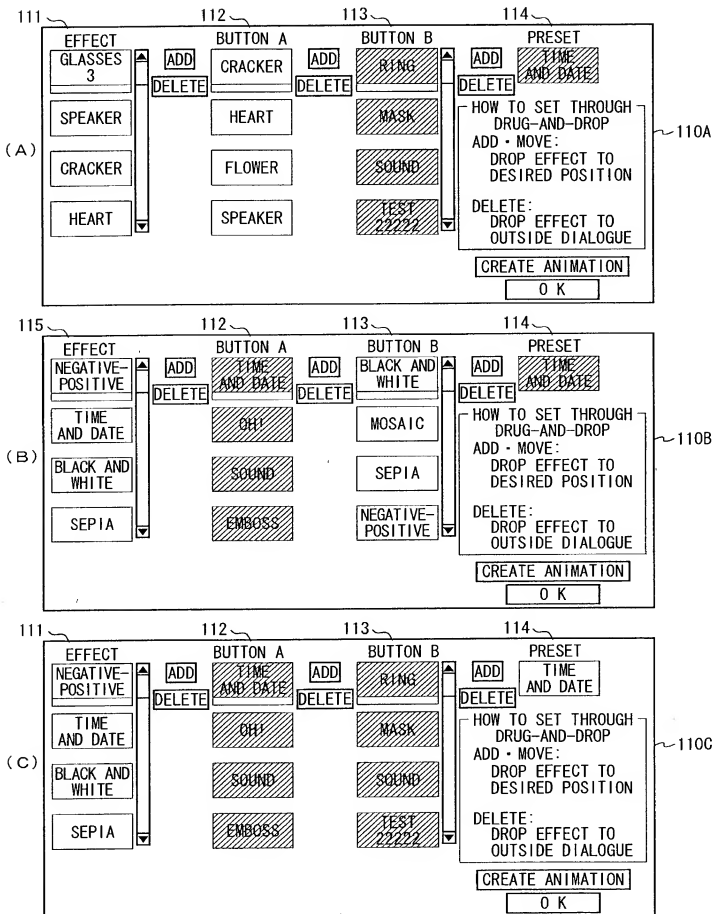 111 112 113 114
EFFECT BUTTON A BUTTON B PRESET
GLASSES 3 ADD DELETE CRACKER ADD DELETE RING ADD DELETE TIME AND DATE
SPEAKER HEART MASK
CRACKER FLOWER SOUND
HEART SPEAKER TEST 22222
HOW TO SET THROUGH
DRUG-AND-DROP
ADD・MOVE:
DROP EFFECT TO
DESIRED POSITION
DELETE:
DROP EFFECT TO
OUTSIDE DIALOGUE
CREATE ANIMATION
OK
(A)
110A
115 112 113 114
EFFECT BUTTON A BUTTON B PRESET
NEGATIVE-POSITIVE ADD DELETE TIME AND DATE ADD DELETE BLACK AND WHITE ADD DELETE TIME AND DATE
TIME AND DATE OH! MOSAIC
BLACK AND WHITE SOUND SEPIA
SEPIA EMBOSS NEGATIVE-POSITIVE
HOW TO SET THROUGH
DRUG-AND-DROP
ADD・MOVE:
DROP EFFECT TO
DESIRED POSITION
DELETE:
DROP EFFECT TO
OUTSIDE DIALOGUE
CREATE ANIMATION
OK
(B)
110B
111 112 113 114
EFFECT BUTTON A BUTTON B PRESET
NEGATIVE-POSITIVE ADD DELETE TIME AND DATE ADD DELETE RING ADD DELETE TIME AND DATE
TIME AND DATE OH! MASK
BLACK AND WHITE SOUND SOUND
SEPIA EMBOSS TEST 22222
HOW TO SET THROUGH
DRUG-AND-DROP
ADD・MOVE:
DROP EFFECT TO
DESIRED POSITION
DELETE:
DROP EFFECT TO
OUTSIDE DIALOGUE
CREATE ANIMATION
OK
(C)
110C